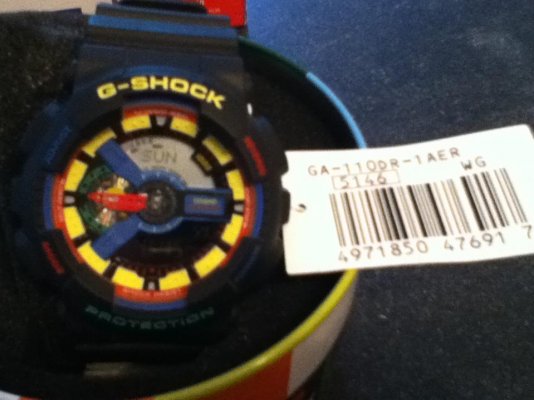 G-SHOCK
SUN
PROTECTION
GA-110DR-1AER
5146 WG
4971850 47691 7